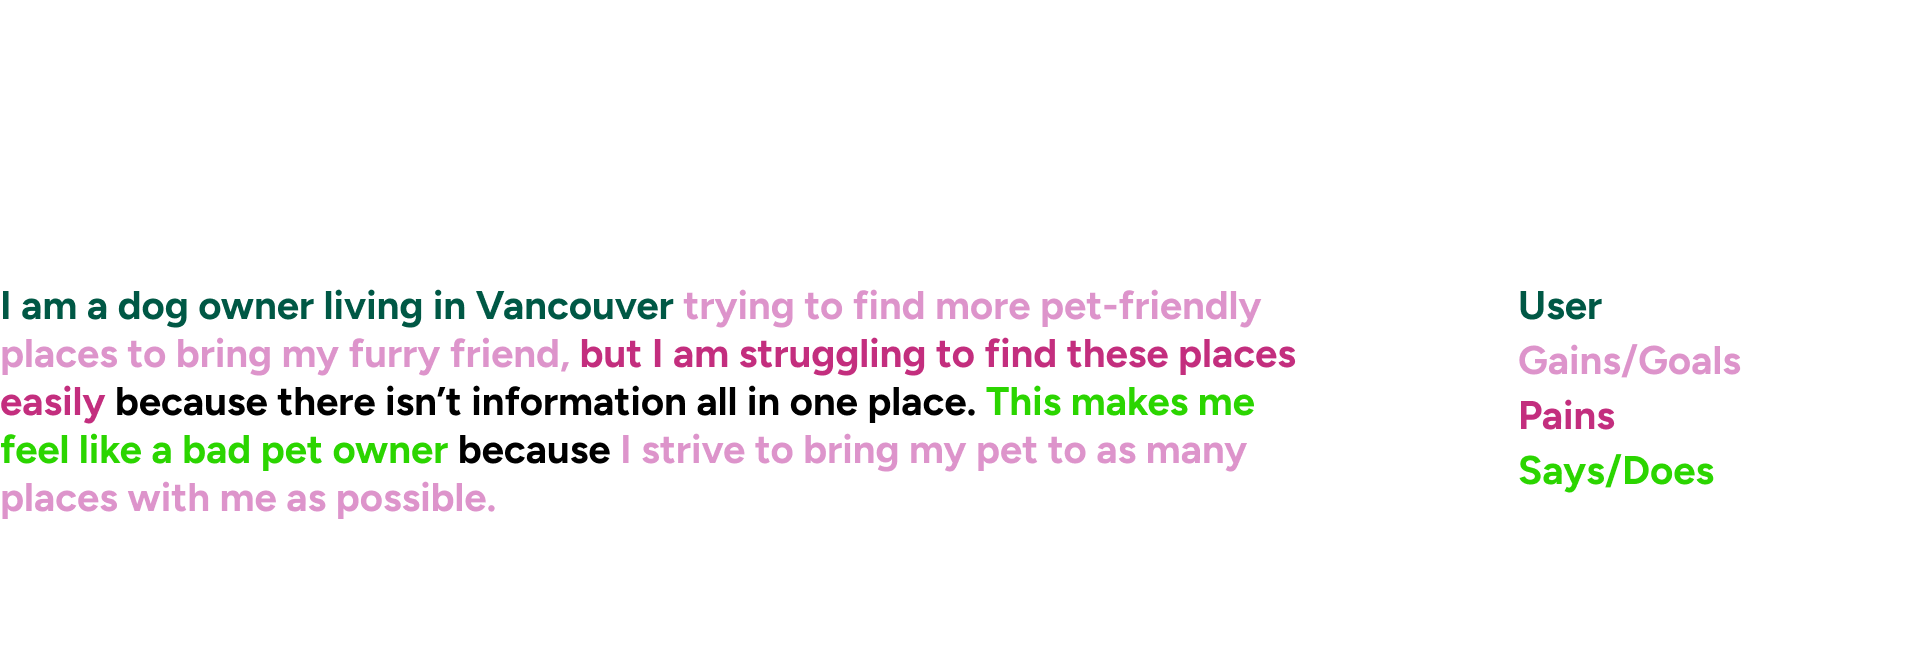 I am a dog owner living in Vancouver trying to find more pet-friendly
places to bring my furry friend, but I am struggling to find these places
easily because there isn’t information all in one place. This makes me
feel like a bad pet owner because I strive to bring my pet to as many
places with me as possible.
User
Gains/Goals
Pains
Says/Does